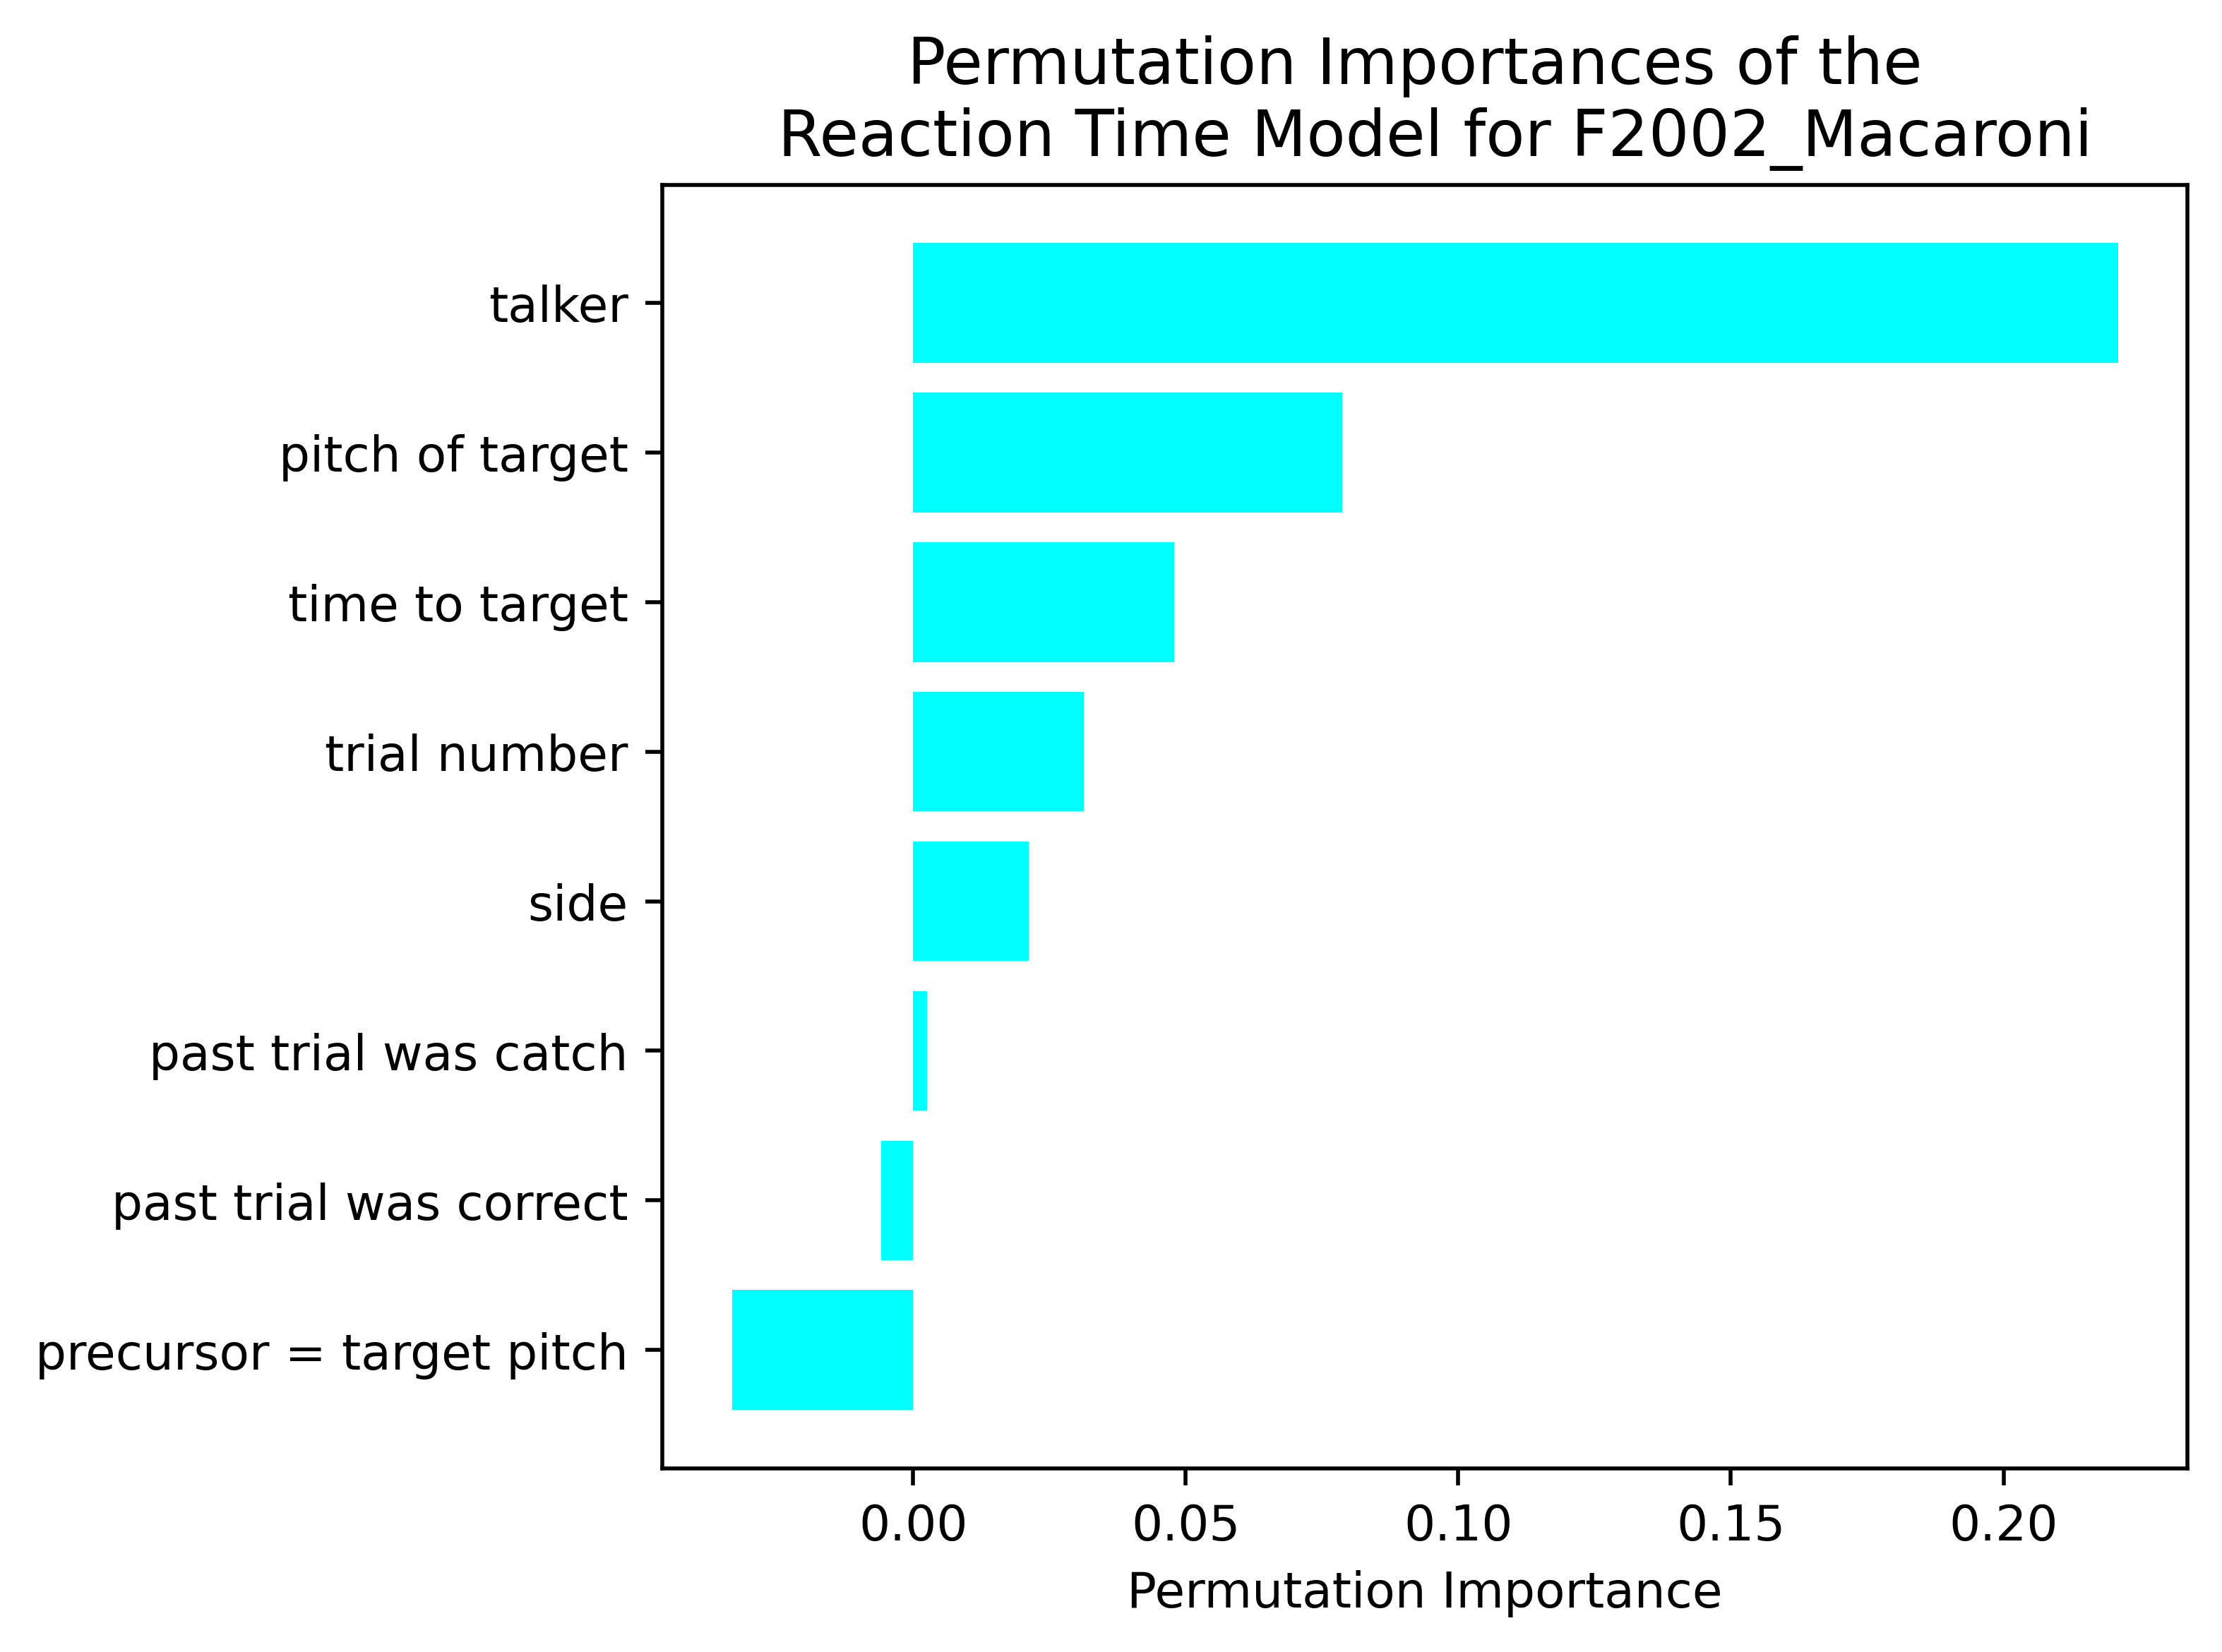 Permutation Importances of the
Reaction Time Model for F2002_Macaroni
talker
pitch of target
time to target
trial number
side
past trial was catch
past trial was correct
precursor = target pitch
0.00 0.05 0.10 0.15 0.20
Permutation Importance